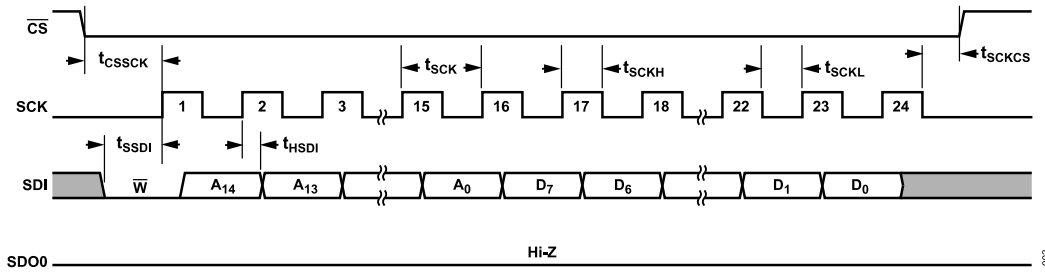 CS
tCSSCK
tSCK
tSCKH
tSCKL
tSCKCS
SCK
1 2 3 15 16 17 18 22 23 24
tSSDI
tHSDI
SDI
W A14 A13 A0 D7 D6 D1 D0
Hi-Z
SDO0